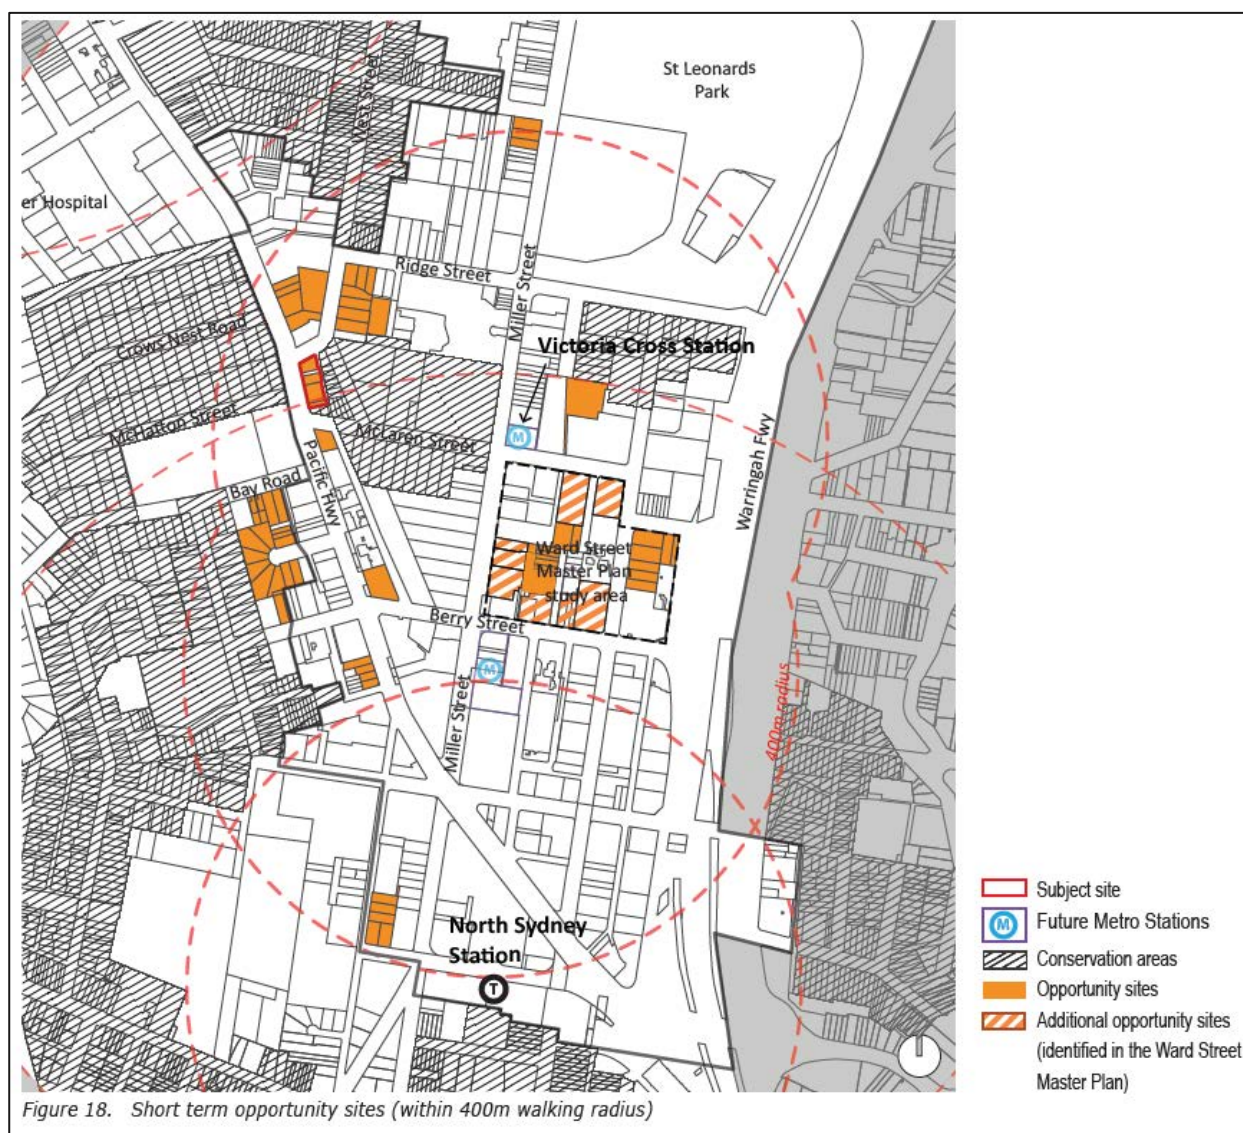 St Leonards
Park
West Street
er Hospital
Ridge Street
Miller Street
Crows Nest Road
Victoria Cross Station
M
McHatton Street
McLaren Street
Pacific Hwy
Bay Road
Warringah Fwy
Ward Street
Master Plan
study area
Berry Street
M
400m radius
Miller Street
North Sydney
Station
T
Subject site
M
Future Metro Stations
Conservation areas
Opportunity sites
Additional opportunity sites
(identified in the Ward Street
Master Plan)
Figure 18. Short term opportunity sites (within 400m walking radius)